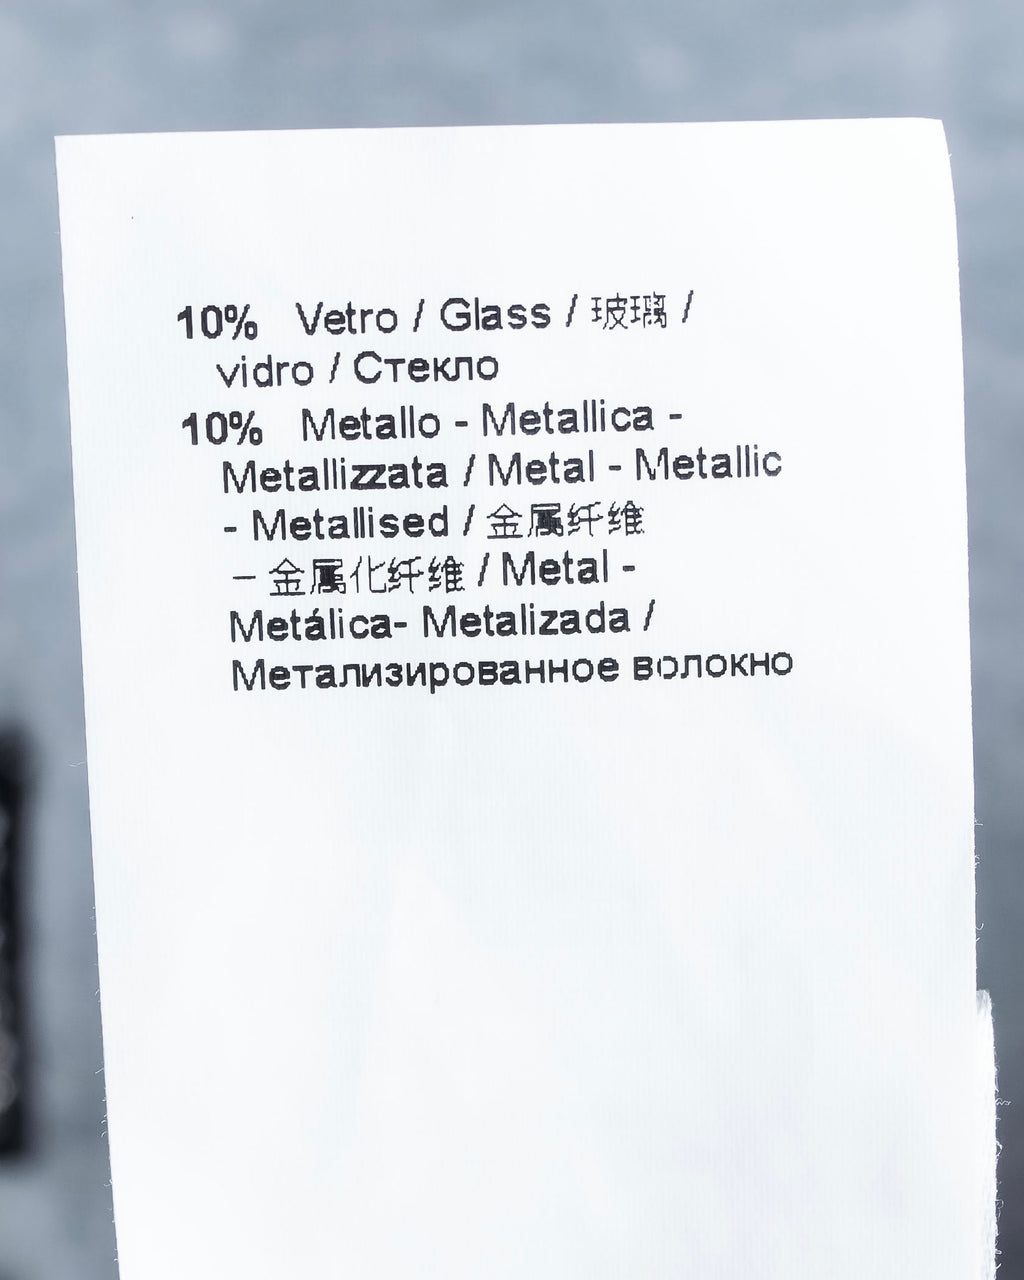 10% Vetro / Glass / 玻璃 /
vidro / Стекло
10% Metallo - Metallica -
Metallizzata / Metal - Metallic
- Metallised / 金属纤维
– 金属化纤维 / Metal -
Metálica- Metalizada /
Метализированное волокно